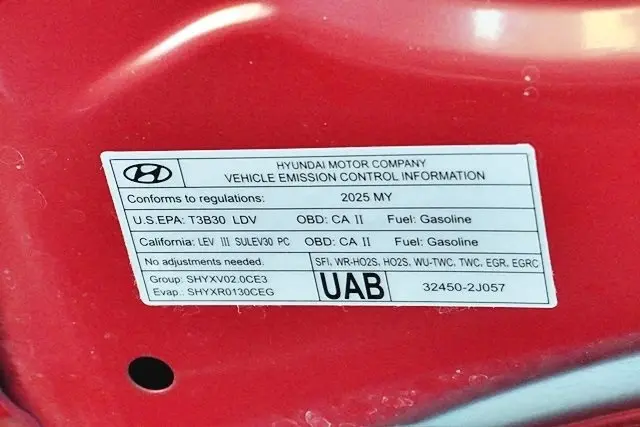 HYUNDAI MOTOR COMPANY
VEHICLE EMISSION CONTROL INFORMATION
Conforms to regulations: 2025 MY
U.S.EPA: T3B30 LDV OBD: CA II Fuel: Gasoline
California: LEV III SULEV30 PC OBD: CA II Fuel: Gasoline
No adjustments needed. SFI, WR-HO2S, HO2S, WU-TWC, TWC, EGR, EGRC
Group: SHYXV02.0CE3
Evap.: SHYXR0130CEG
UAB 32450-2J057